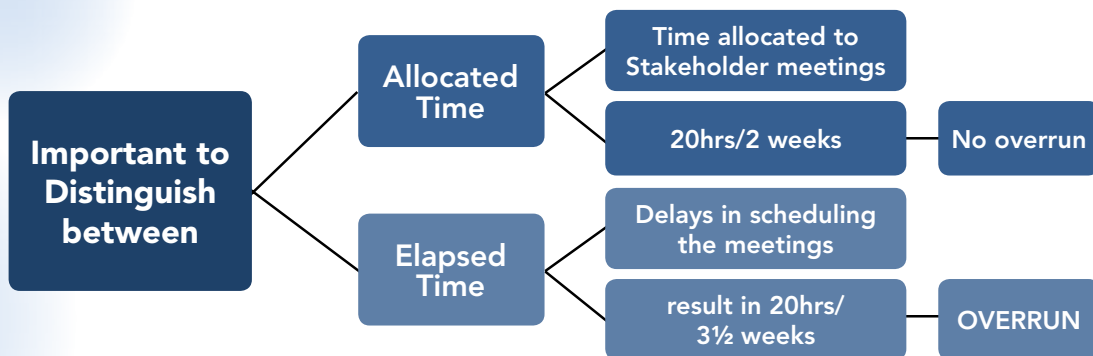 Important to
Distinguish
between
Allocated
Time
Time allocated to
Stakeholder meetings
20hrs/2 weeks
No overrun
Elapsed
Time
Delays in scheduling
the meetings
result in 20hrs/
3½ weeks
OVERRUN